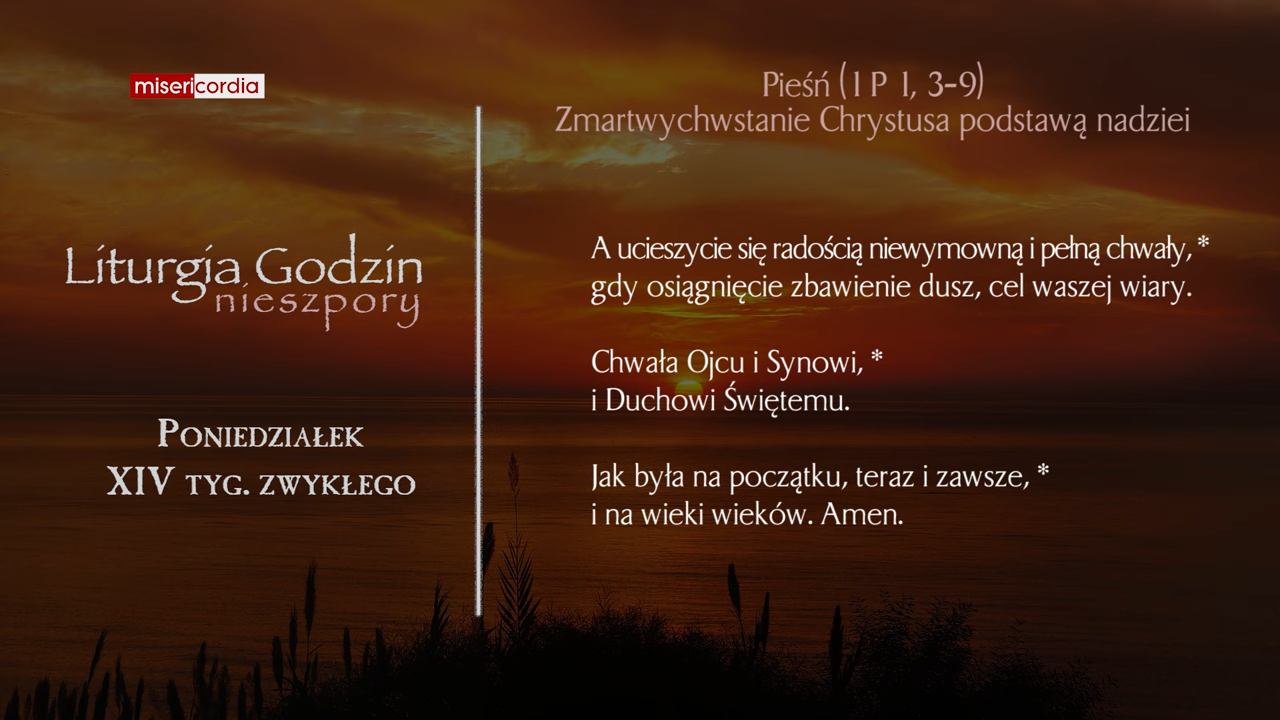 misericordia
Liturgia Godzin
nieszpory
Poniedziałek
XIV tyg. zwykłego
Pieśń (1 P 1, 3-9)
Zmartwychwstanie Chrystusa podstawą nadziei
A ucieszycie się radością niewymowną i pełną chwały, *
gdy osiągnięcie zbawienie dusz, cel waszej wiary.
Chwała Ojcu i Synowi, *
i Duchowi Świętemu.
Jak była na początku, teraz i zawsze, *
i na wieki wieków. Amen.